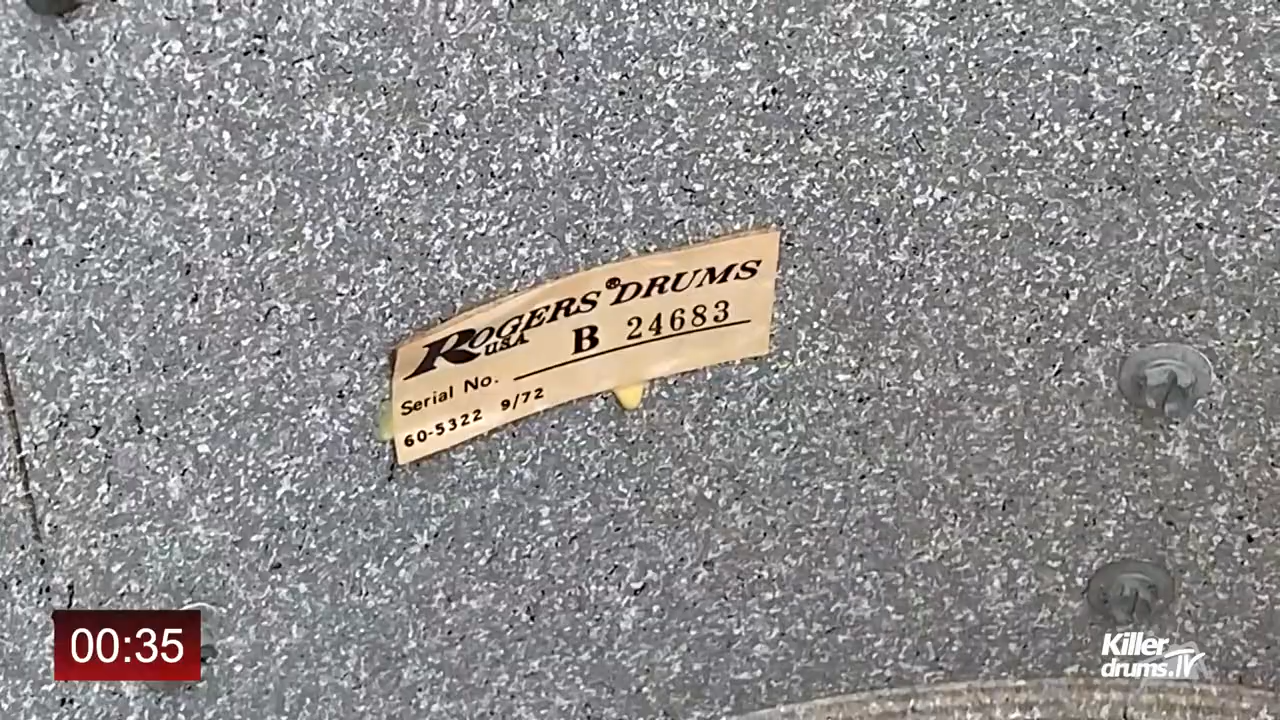 ROGERS® DRUMS
USA
Serial No. B 24683
60-5322 9/72
00:35
Killer
drums.TV